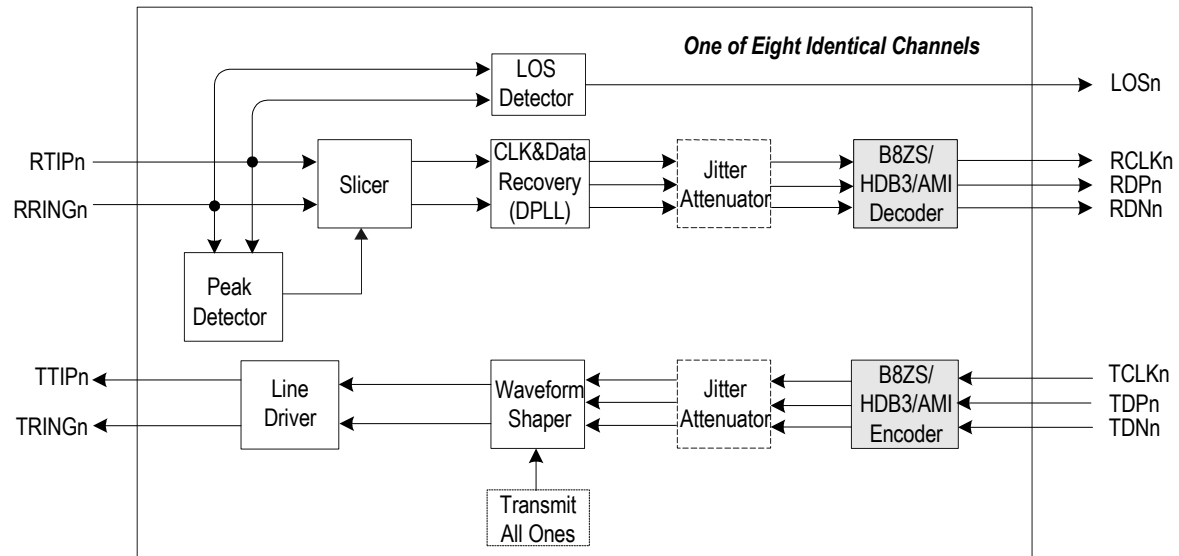 One of Eight Identical Channels
LOS
Detector
LOSn
RTIPn
RRINGn
Slicer
CLK&Data
Recovery
(DPLL)
Jitter
Attenuator
B8ZS/
HDB3/AMI
Decoder
RCLKn
RDPn
RDNn
Peak
Detector
TTIPn
TRINGn
Line
Driver
Waveform
Shaper
Jitter
Attenuator
B8ZS/
HDB3/AMI
Encoder
TCLKn
TDPn
TDNn
Transmit
All Ones